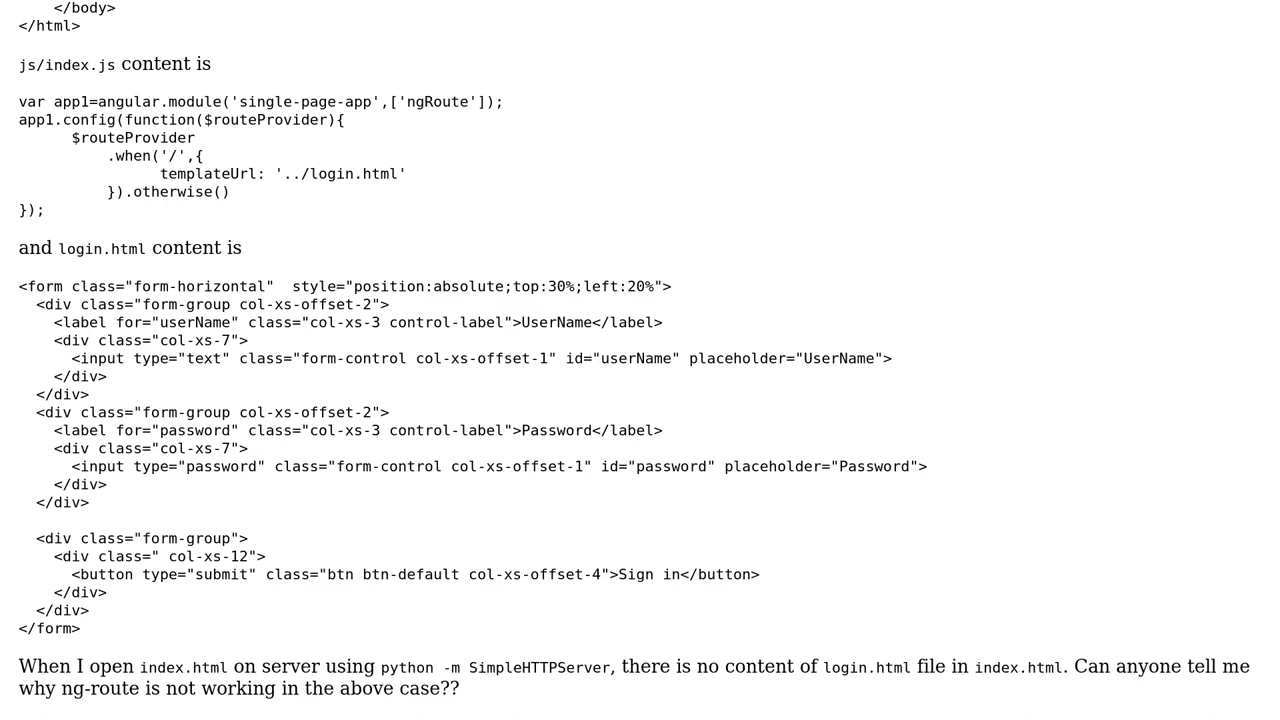 </body>
</html>
js/index.js content is
var app1=angular.module('single-page-app',['ngRoute']);
app1.config(function($routeProvider){
      $routeProvider
          .when('/',{
                templateUrl: '../login.html'
          }).otherwise()
});
and login.html content is
<form class="form-horizontal"  style="position:absolute;top:30%;left:20%">
  <div class="form-group col-xs-offset-2">
    <label for="userName" class="col-xs-3 control-label">UserName</label>
    <div class="col-xs-7">
      <input type="text" class="form-control col-xs-offset-1" id="userName" placeholder="UserName">
    </div>
  </div>
  <div class="form-group col-xs-offset-2">
    <label for="password" class="col-xs-3 control-label">Password</label>
    <div class="col-xs-7">
      <input type="password" class="form-control col-xs-offset-1" id="password" placeholder="Password">
    </div>
  </div>

  <div class="form-group">
    <div class=" col-xs-12">
      <button type="submit" class="btn btn-default col-xs-offset-4">Sign in</button>
    </div>
  </div>
</form>
When I open index.html on server using python -m SimpleHTTPServer, there is no content of login.html file in index.html. Can anyone tell me
why ng-route is not working in the above case??